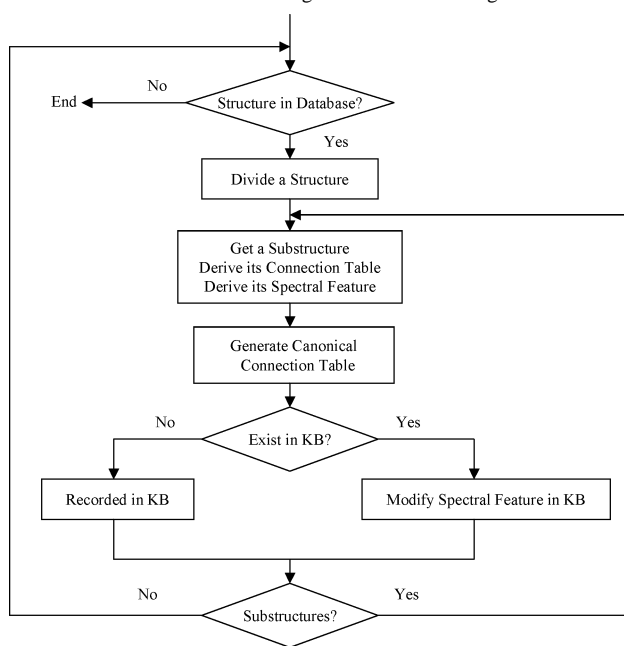 No
End
Structure in Database?
Yes
Divide a Structure
Get a Substructure
Derive its Connection Table
Derive its Spectral Feature
Generate Canonical
Connection Table
No
Yes
Exist in KB?
Recorded in KB
Modify Spectral Feature in KB
No
Yes
Substructures?